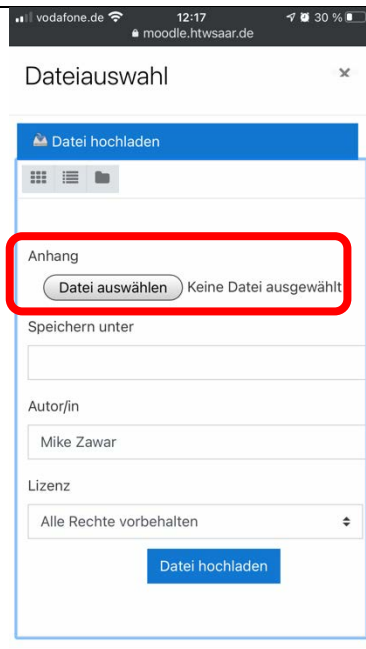 vodafone.de 12:17 30 %
moodle.htwsaar.de
Dateiauswahl ×
Datei hochladen
Anhang
Datei auswählen Keine Datei ausgewählt
Speichern unter
Autor/in
Mike Zawar
Lizenz
Alle Rechte vorbehalten
Datei hochladen